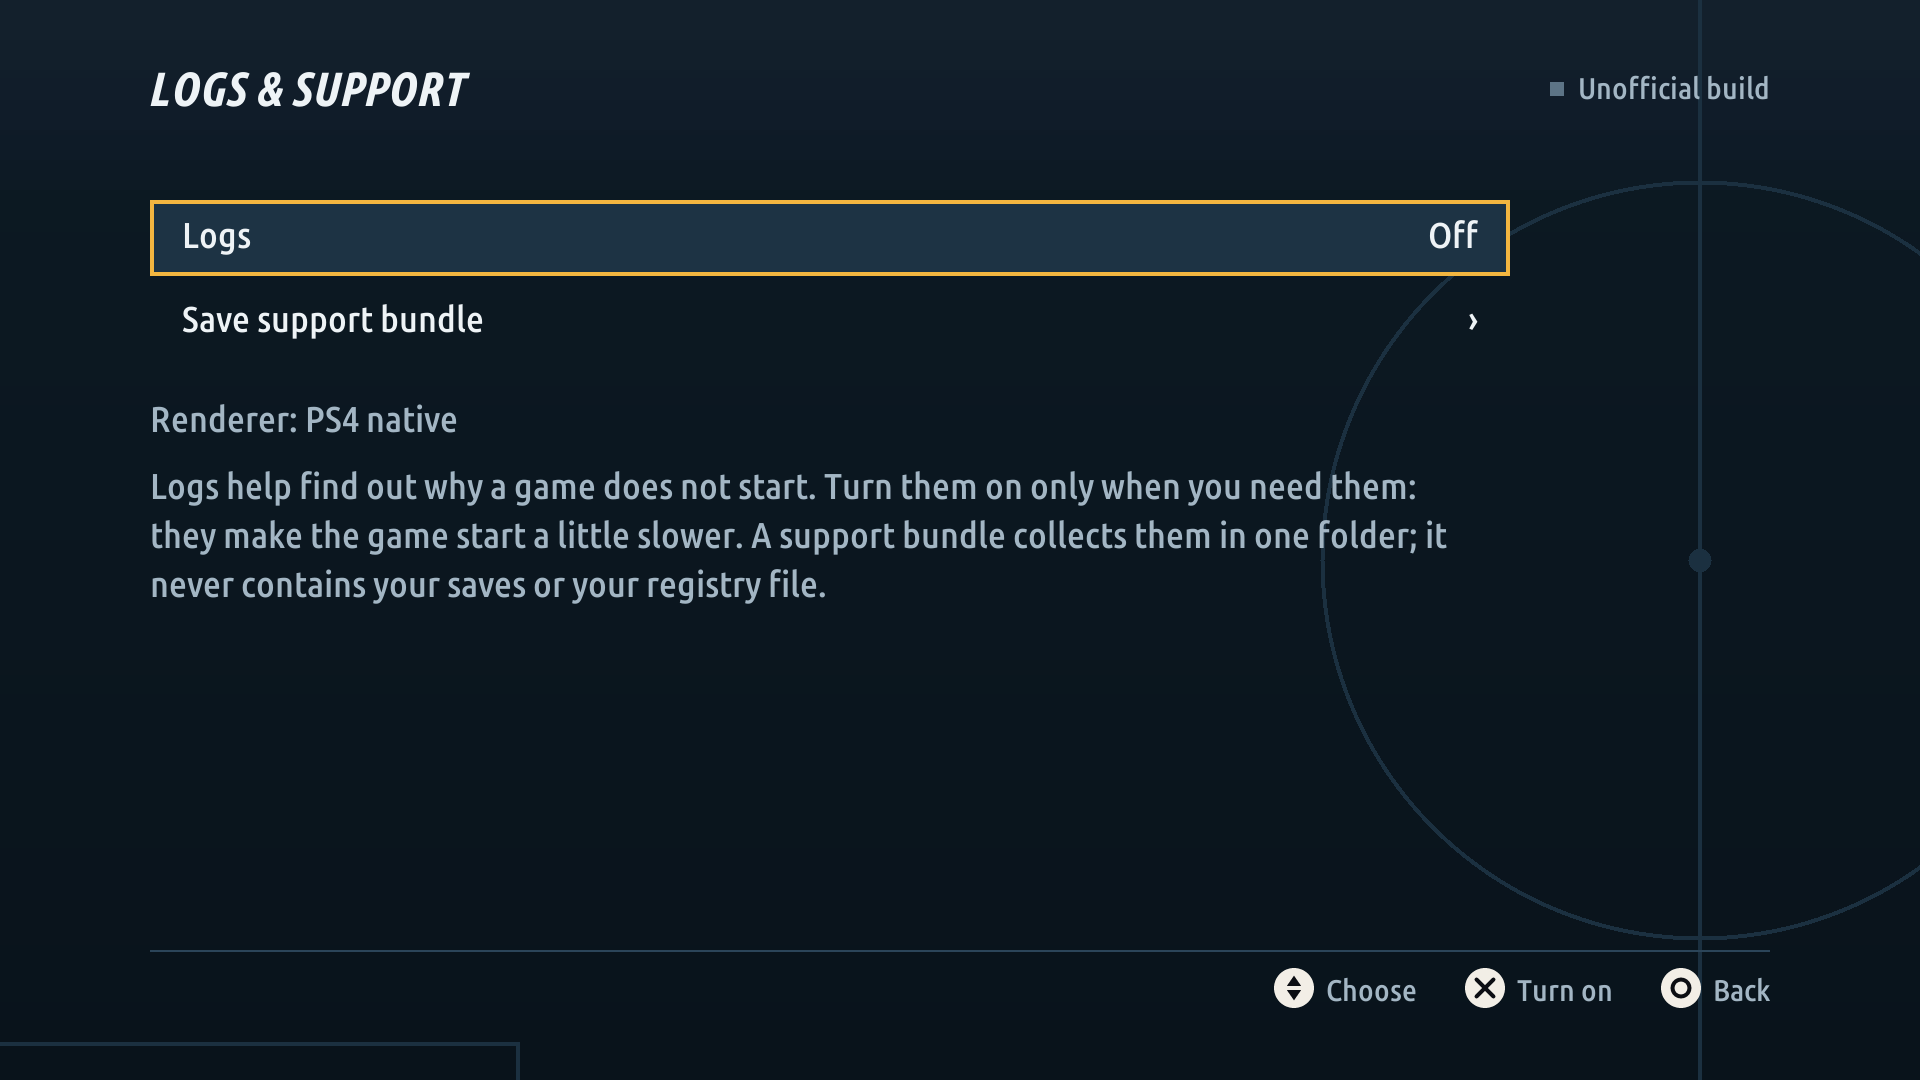 LOGS & SUPPORT
Unofficial build
Logs Off
Save support bundle ›
Renderer: PS4 native
Logs help find out why a game does not start. Turn them on only when you need them:
they make the game start a little slower. A support bundle collects them in one folder; it
never contains your saves or your registry file.
Choose Turn on Back